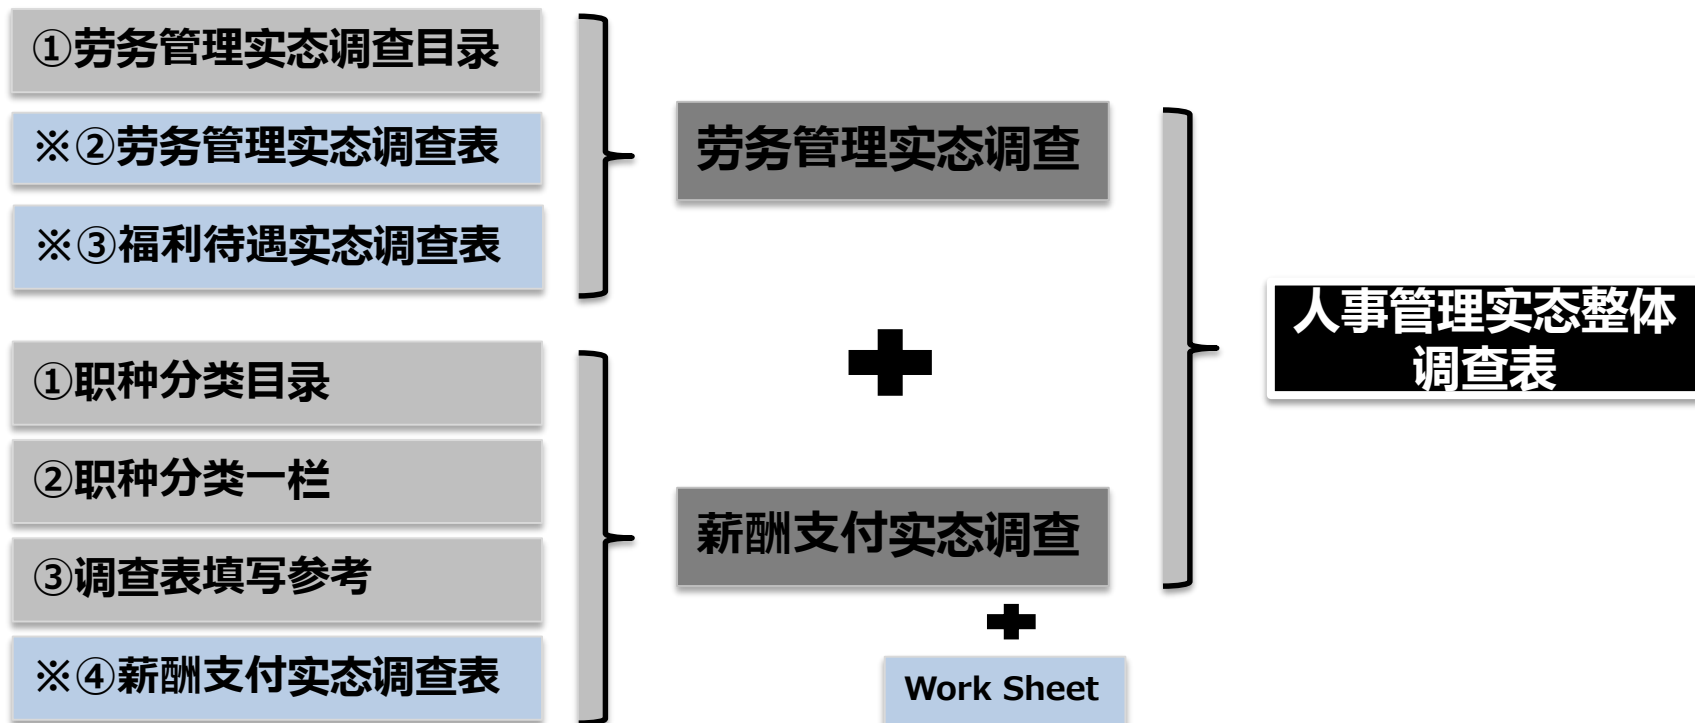 ①劳务管理实态调查目录
※②劳务管理实态调查表
※③福利待遇实态调查表
劳务管理实态调查
①职种分类目录
②职种分类一栏
③调查表填写参考
※④薪酬支付实态调查表
薪酬支付实态调查
Work Sheet
人事管理实态整体
调查表